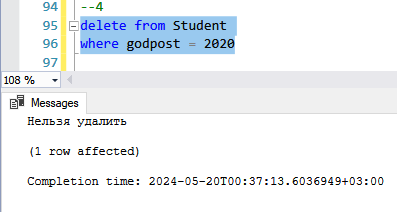 94
--4
95
delete from Student
96
where godpost = 2020
97
108 %
Messages
Нельзя удалить
(1 row affected)
Completion time: 2024-05-20T00:37:13.6036949+03:00